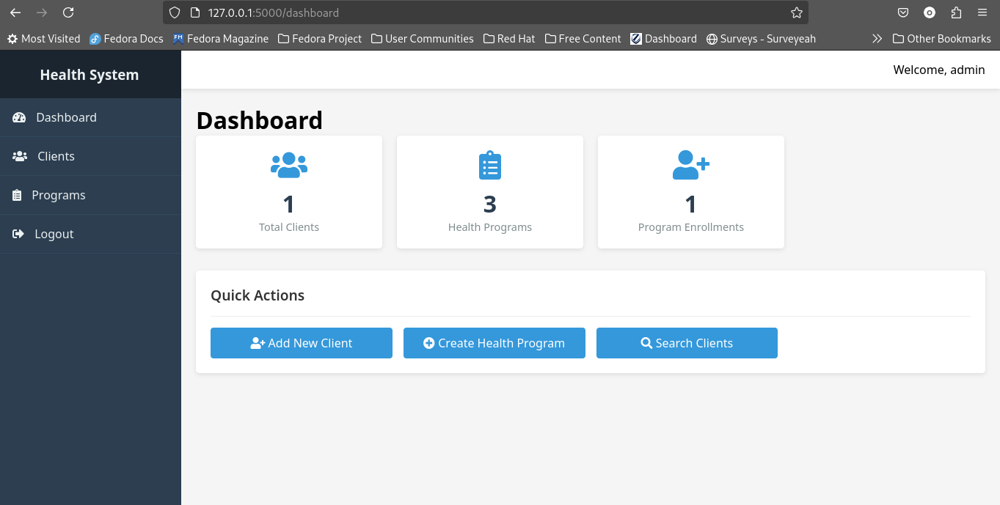 127.0.0.1:5000/dashboard
Most Visited Fedora Docs FM Fedora Magazine Fedora Project User Communities Red Hat Free Content Dashboard Surveys - Surveyeah Other Bookmarks
Health System
Welcome, admin
Dashboard
Clients
Programs
Logout
Dashboard
1
Total Clients
3
Health Programs
1
Program Enrollments
Quick Actions
Add New Client
Create Health Program
Search Clients